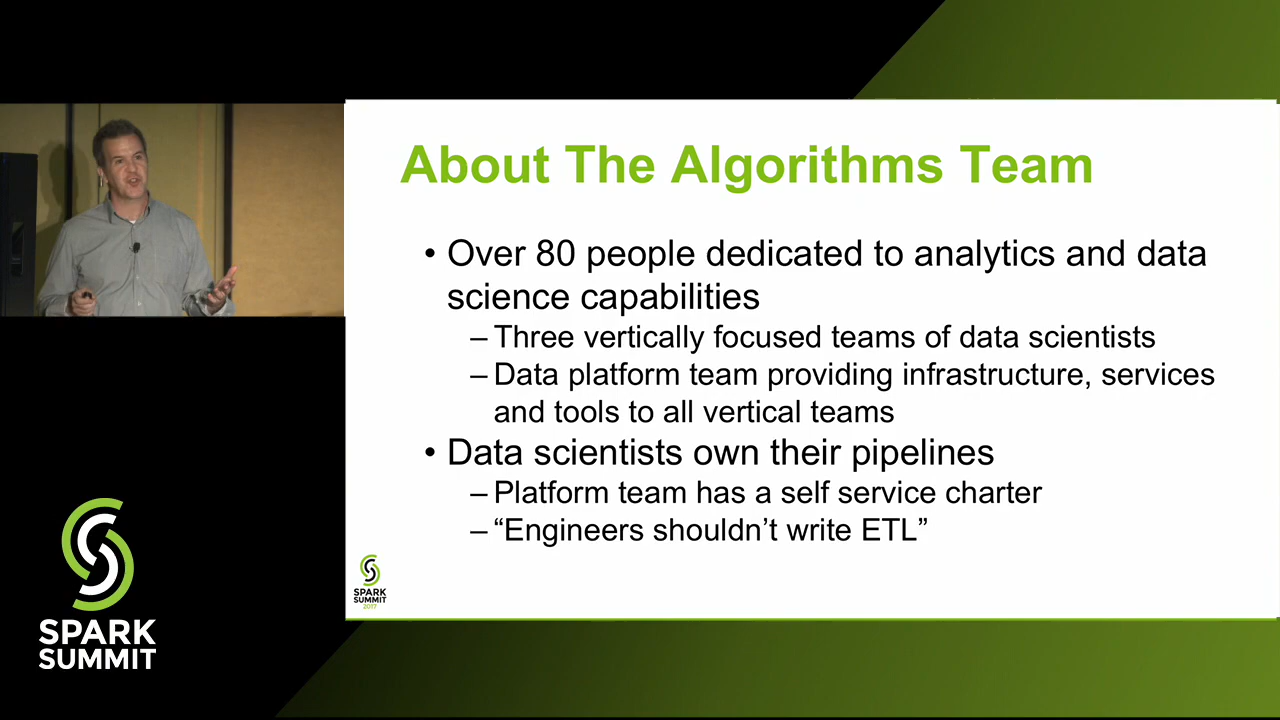 About The Algorithms Team
• Over 80 people dedicated to analytics and data
science capabilities
– Three vertically focused teams of data scientists
– Data platform team providing infrastructure, services
and tools to all vertical teams
• Data scientists own their pipelines
– Platform team has a self service charter
– “Engineers shouldn’t write ETL”
SPARK
SUMMIT
2017
SPARK
SUMMIT